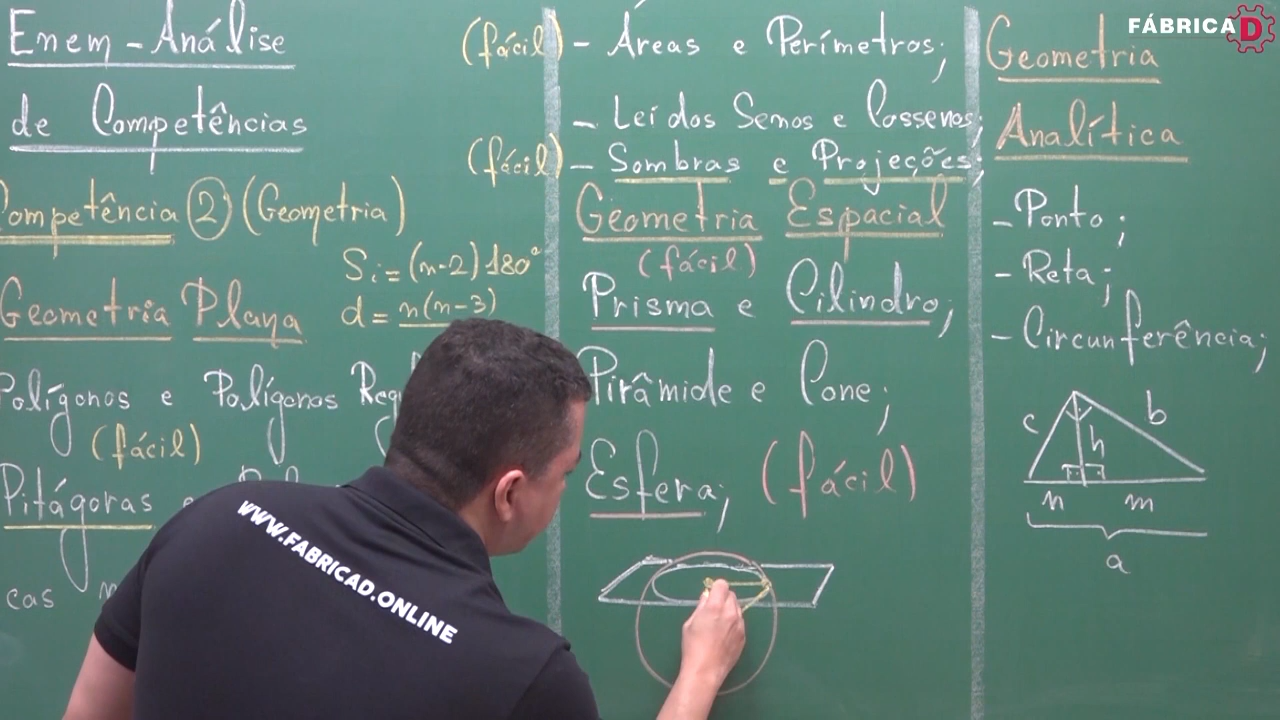 Enem - Análise
de Competências
Competência 2 (Geometria)
Si = (n-2) 180°
d = n(n-3)
Geometria Plana
Polígonos e Polígonos
(fácil)
Pitágoras e
cas
(fácil) - Áreas e Perímetros;
- Lei dos Senos e Cossenos;
(fácil) - Sombras e Projeções;
Geometria Espacial
(fácil)
Prisma e Cilindro;
Pirâmide e Cone;
Esfera; (fácil)
FÁBRICA D
Geometria
Analítica
- Ponto;
- Reta;
- Circunferência;
c b
h
n m
a
WWW.FABRICAD.ONLINE